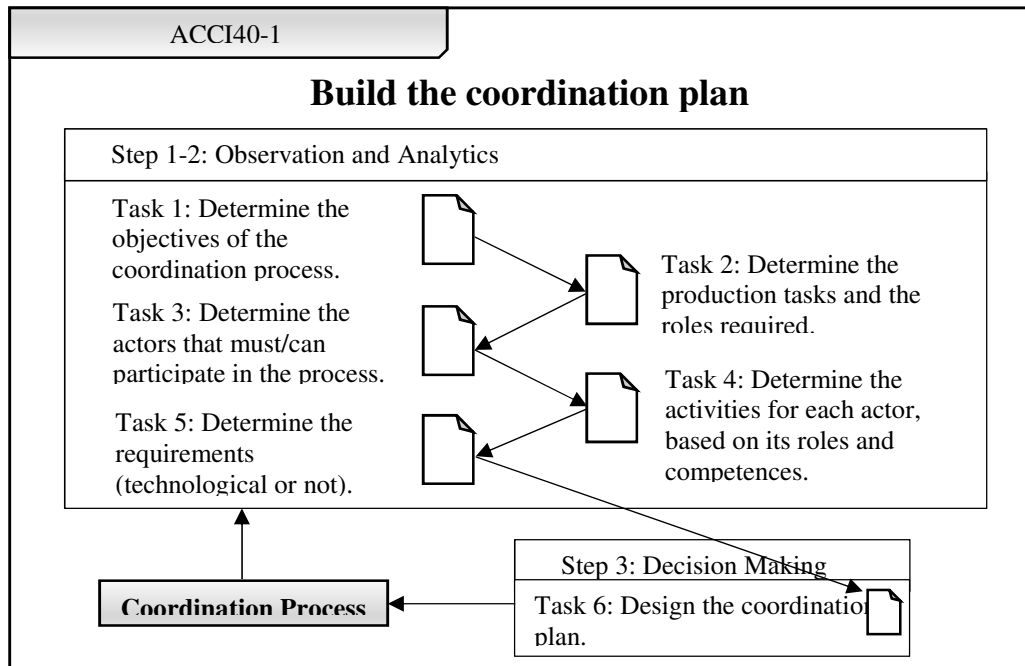 ACCI40-1
Build the coordination plan
Step 1-2: Observation and Analytics
Task 1: Determine the
objectives of the
coordination process.
Task 2: Determine the
production tasks and the
roles required.
Task 3: Determine the
actors that must/can
participate in the process.
Task 4: Determine the
activities for each actor,
based on its roles and
competences.
Task 5: Determine the
requirements
(technological or not).
Step 3: Decision Making
Task 6: Design the coordination
plan.
Coordination Process